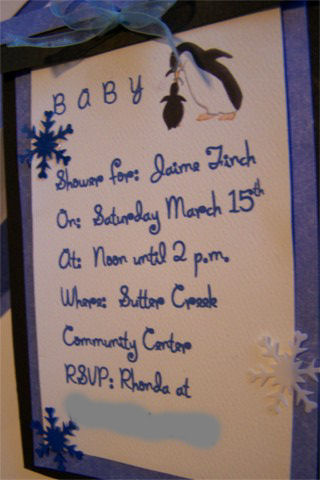 BABY
Shower for: Jaime Finch
On: Saturday March 15th
At: Noon until 2 p.m.
Where: Sutter Creek
Community Center
RSVP: Rhonda at